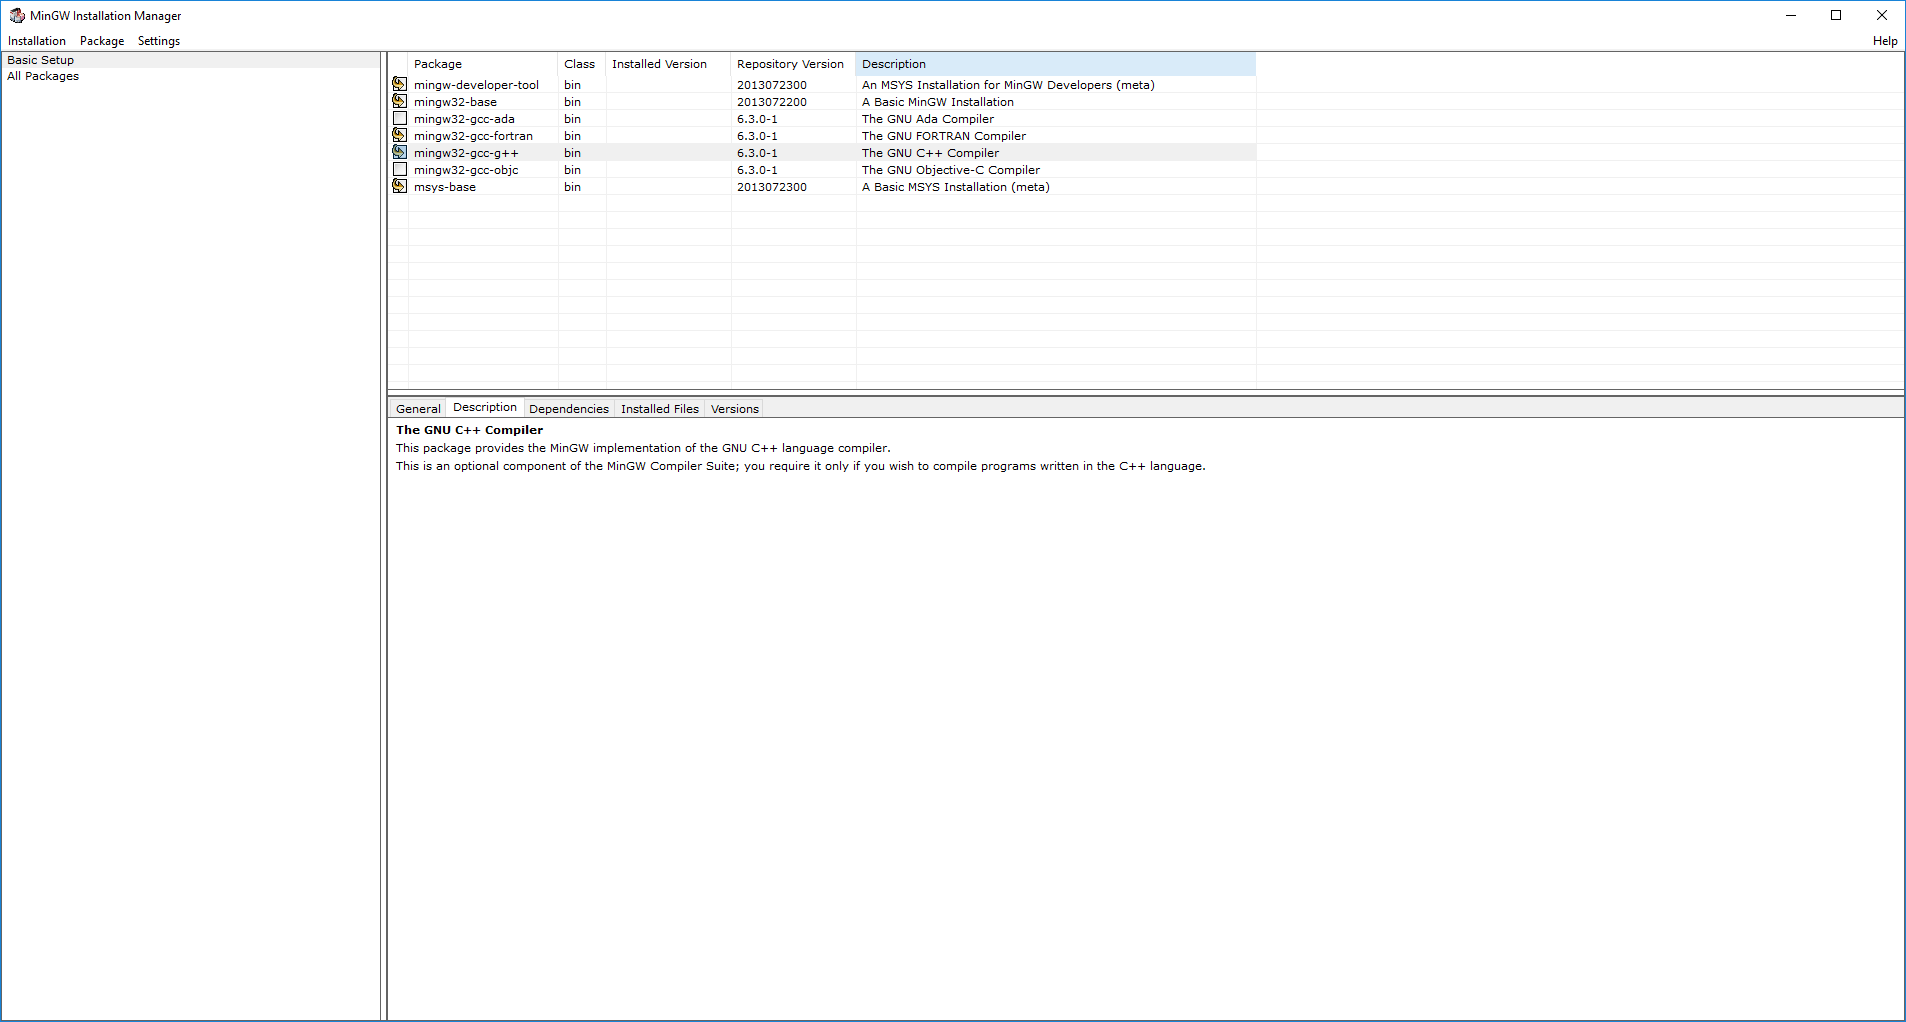 MinGW Installation Manager
Installation Package Settings Help
Basic Setup
All Packages
Package Class Installed Version Repository Version Description
mingw-developer-tool bin 2013072300 An MSYS Installation for MinGW Developers (meta)
mingw32-base bin 2013072200 A Basic MinGW Installation
mingw32-gcc-ada bin 6.3.0-1 The GNU Ada Compiler
mingw32-gcc-fortran bin 6.3.0-1 The GNU FORTRAN Compiler
mingw32-gcc-g++ bin 6.3.0-1 The GNU C++ Compiler
mingw32-gcc-objc bin 6.3.0-1 The GNU Objective-C Compiler
msys-base bin 2013072300 A Basic MSYS Installation (meta)
General Description Dependencies Installed Files Versions
The GNU C++ Compiler
This package provides the MinGW implementation of the GNU C++ language compiler.
This is an optional component of the MinGW Compiler Suite; you require it only if you wish to compile programs written in the C++ language.